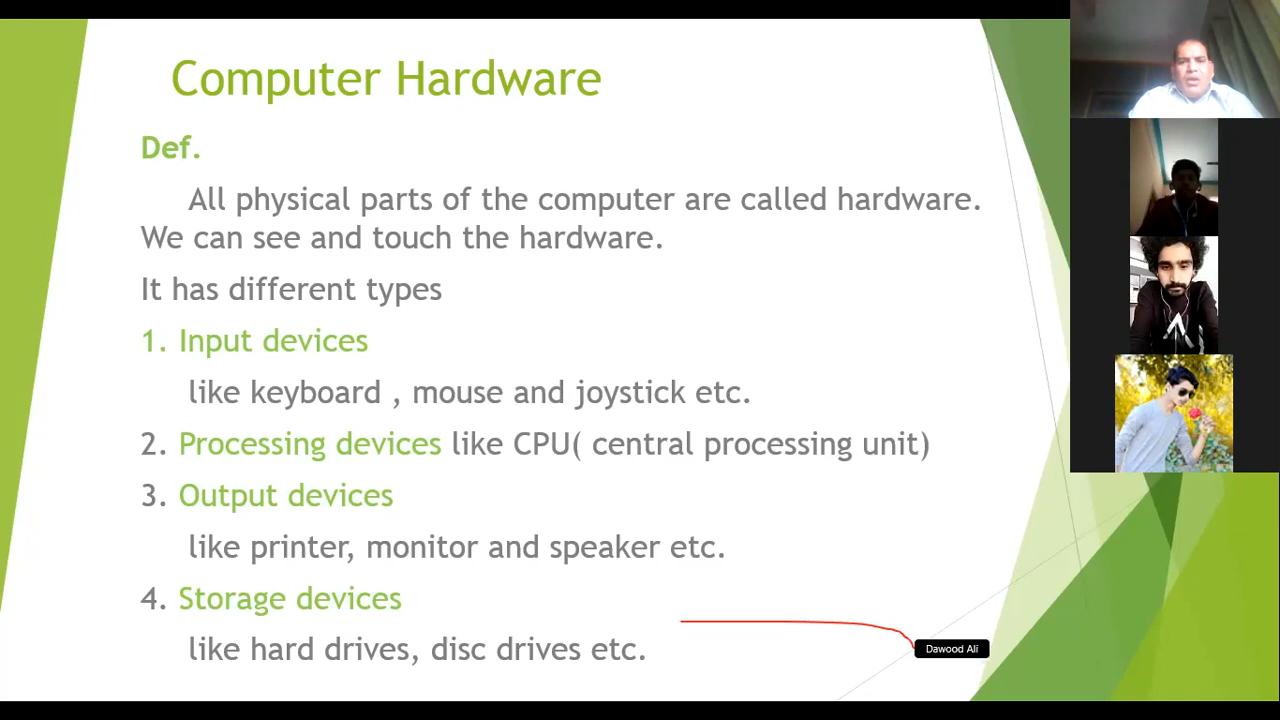 Computer Hardware
Def.
All physical parts of the computer are called hardware.
We can see and touch the hardware.
It has different types
1. Input devices
like keyboard , mouse and joystick etc.
2. Processing devices like CPU( central processing unit)
3. Output devices
like printer, monitor and speaker etc.
4. Storage devices
like hard drives, disc drives etc.
Dawood Ali